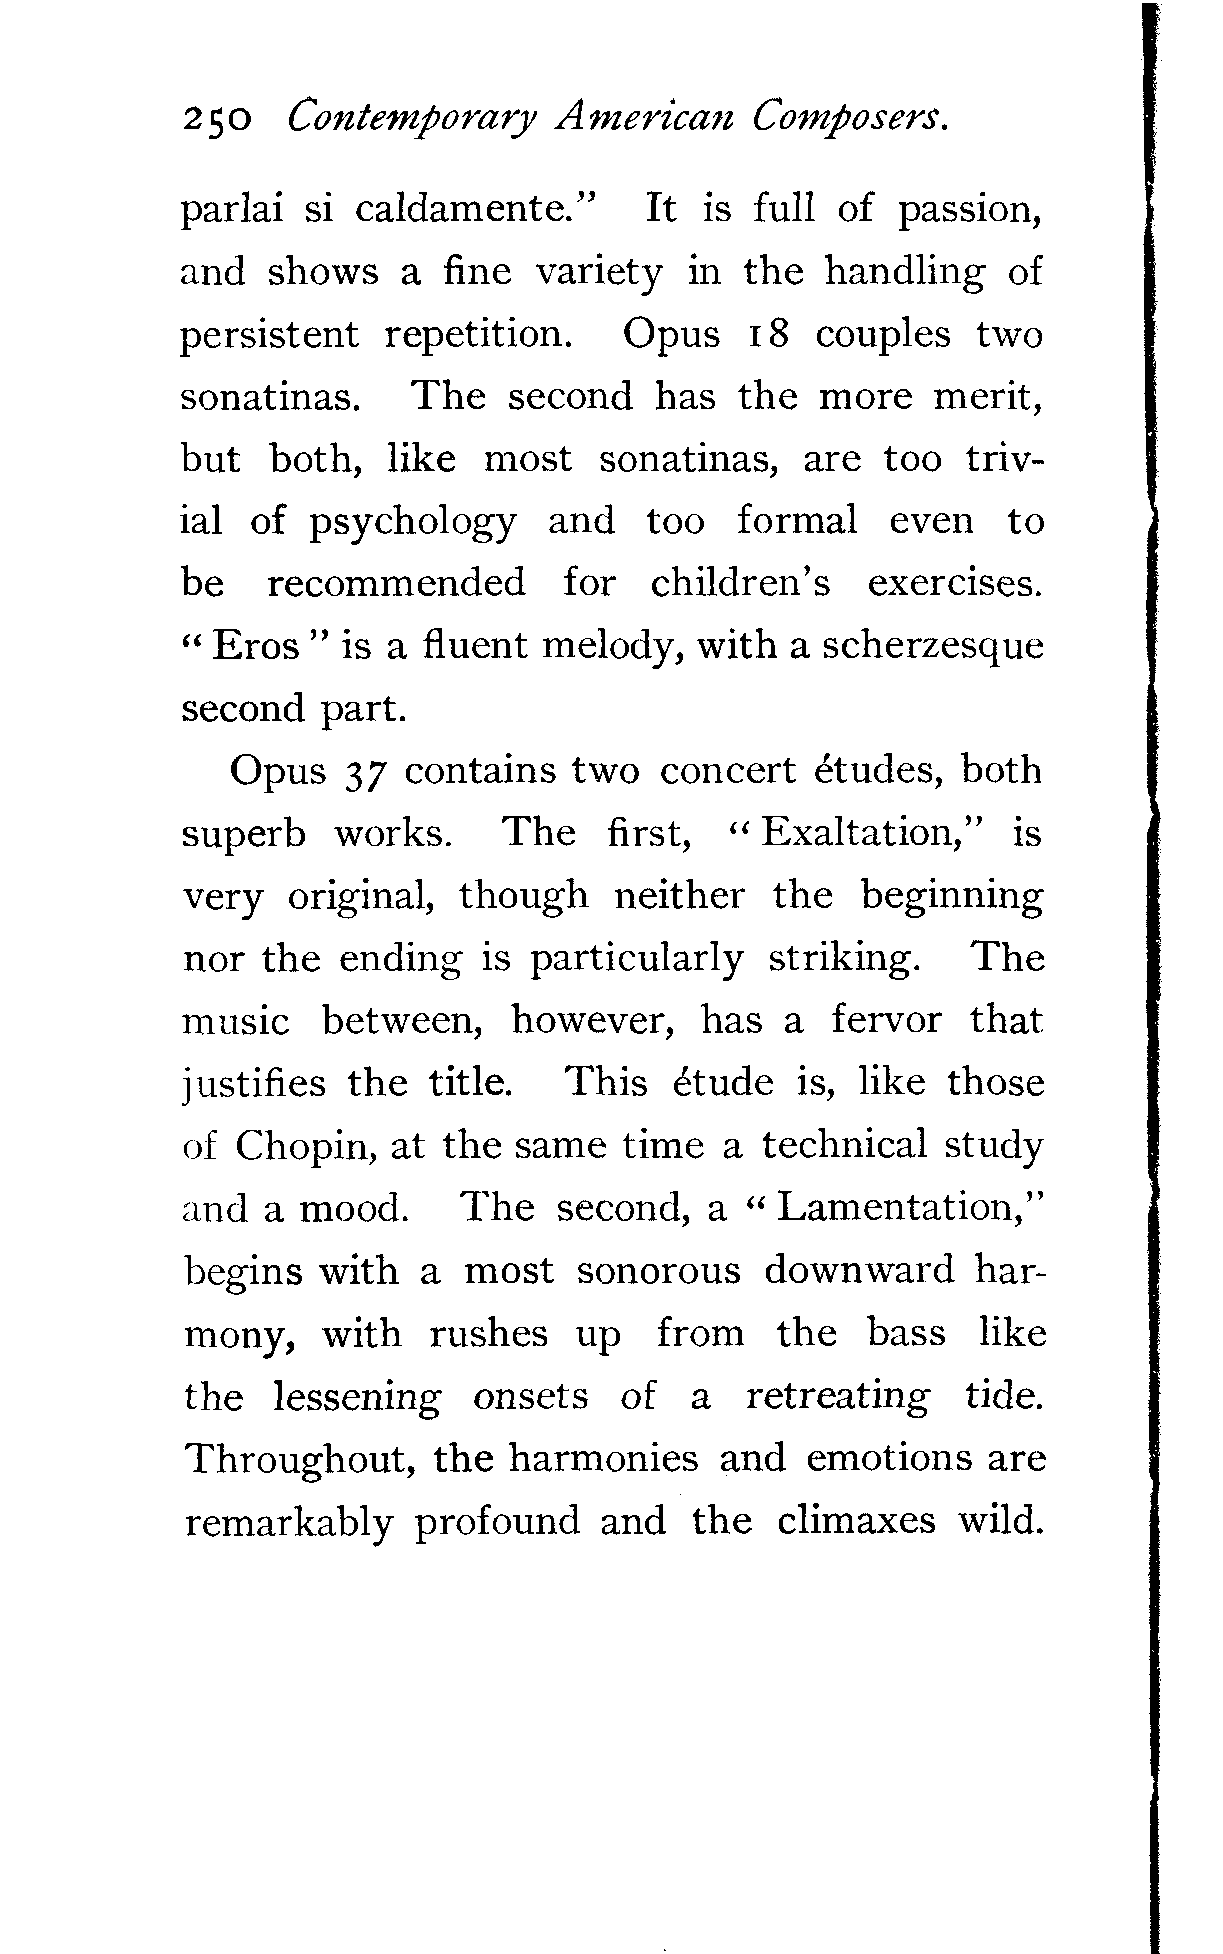 250 Contemporary American Composers.
parlai si caldamente.” It is full of passion,
and shows a fine variety in the handling of
persistent repetition. Opus 18 couples two
sonatinas. The second has the more merit,
but both, like most sonatinas, are too triv-
ial of psychology and too formal even to
be recommended for children's exercises.
“ Eros ” is a fluent melody, with a scherzesque
second part.
Opus 37 contains two concert études, both
superb works. The first, “ Exaltation,” is
very original, though neither the beginning
nor the ending is particularly striking. The
music between, however, has a fervor that
justifies the title. This étude is, like those
of Chopin, at the same time a technical study
and a mood. The second, a “ Lamentation,”
begins with a most sonorous downward har-
mony, with rushes up from the bass like
the lessening onsets of a retreating tide.
Throughout, the harmonies and emotions are
remarkably profound and the climaxes wild.